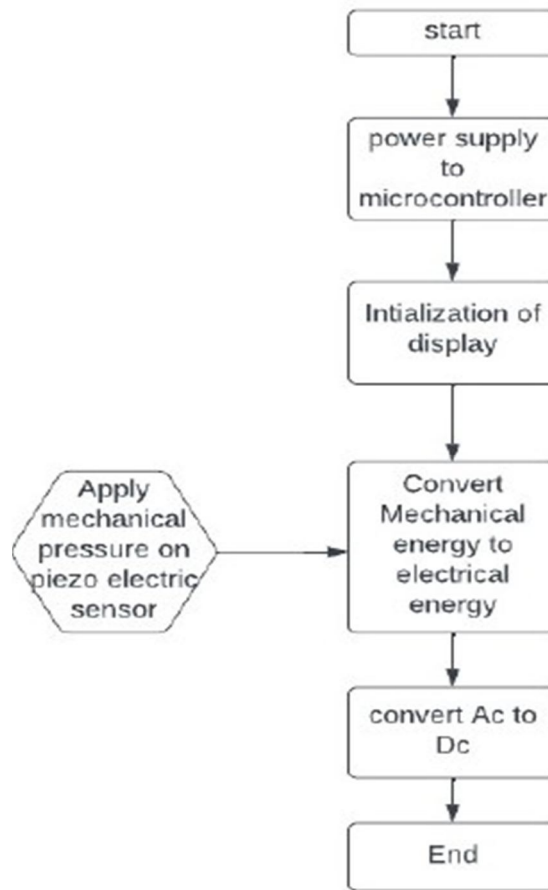 start
power supply
to
microcontroller
Intialization of
display
Apply
mechanical
pressure on
piezo electric
sensor
Convert
Mechanical
energy to
electrical
energy
convert Ac to
Dc
End